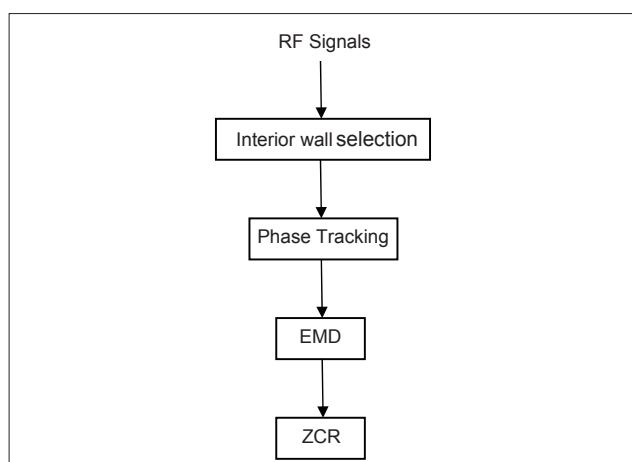 RF Signals
Interior wall selection
Phase Tracking
EMD
ZCR